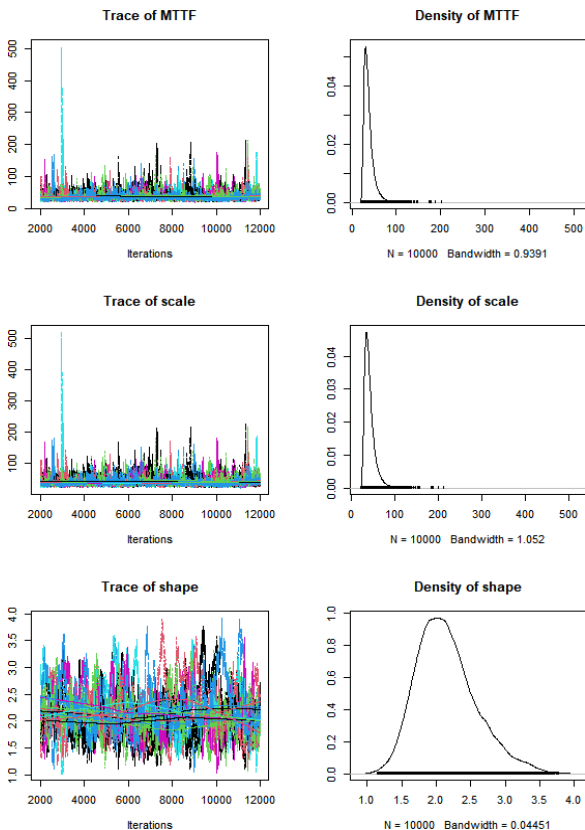 Trace of MTTF
500
400
300
200
100
0
2000 4000 6000 8000 10000 12000
Iterations
Density of MTTF
0.04
0.02
0.00
0 100 200 300 400 500
N = 10000 Bandwidth = 0.9391
Trace of scale
500
400
300
200
100
2000 4000 6000 8000 10000 12000
Iterations
Density of scale
0.04
0.03
0.02
0.01
0.00
0 100 200 300 400 500
N = 10000 Bandwidth = 1.052
Trace of shape
4.0
3.5
3.0
2.5
2.0
1.5
1.0
2000 4000 6000 8000 10000 12000
Iterations
Density of shape
1.0
0.8
0.6
0.4
0.2
0.0
1.0 1.5 2.0 2.5 3.0 3.5 4.0
N = 10000 Bandwidth = 0.04451